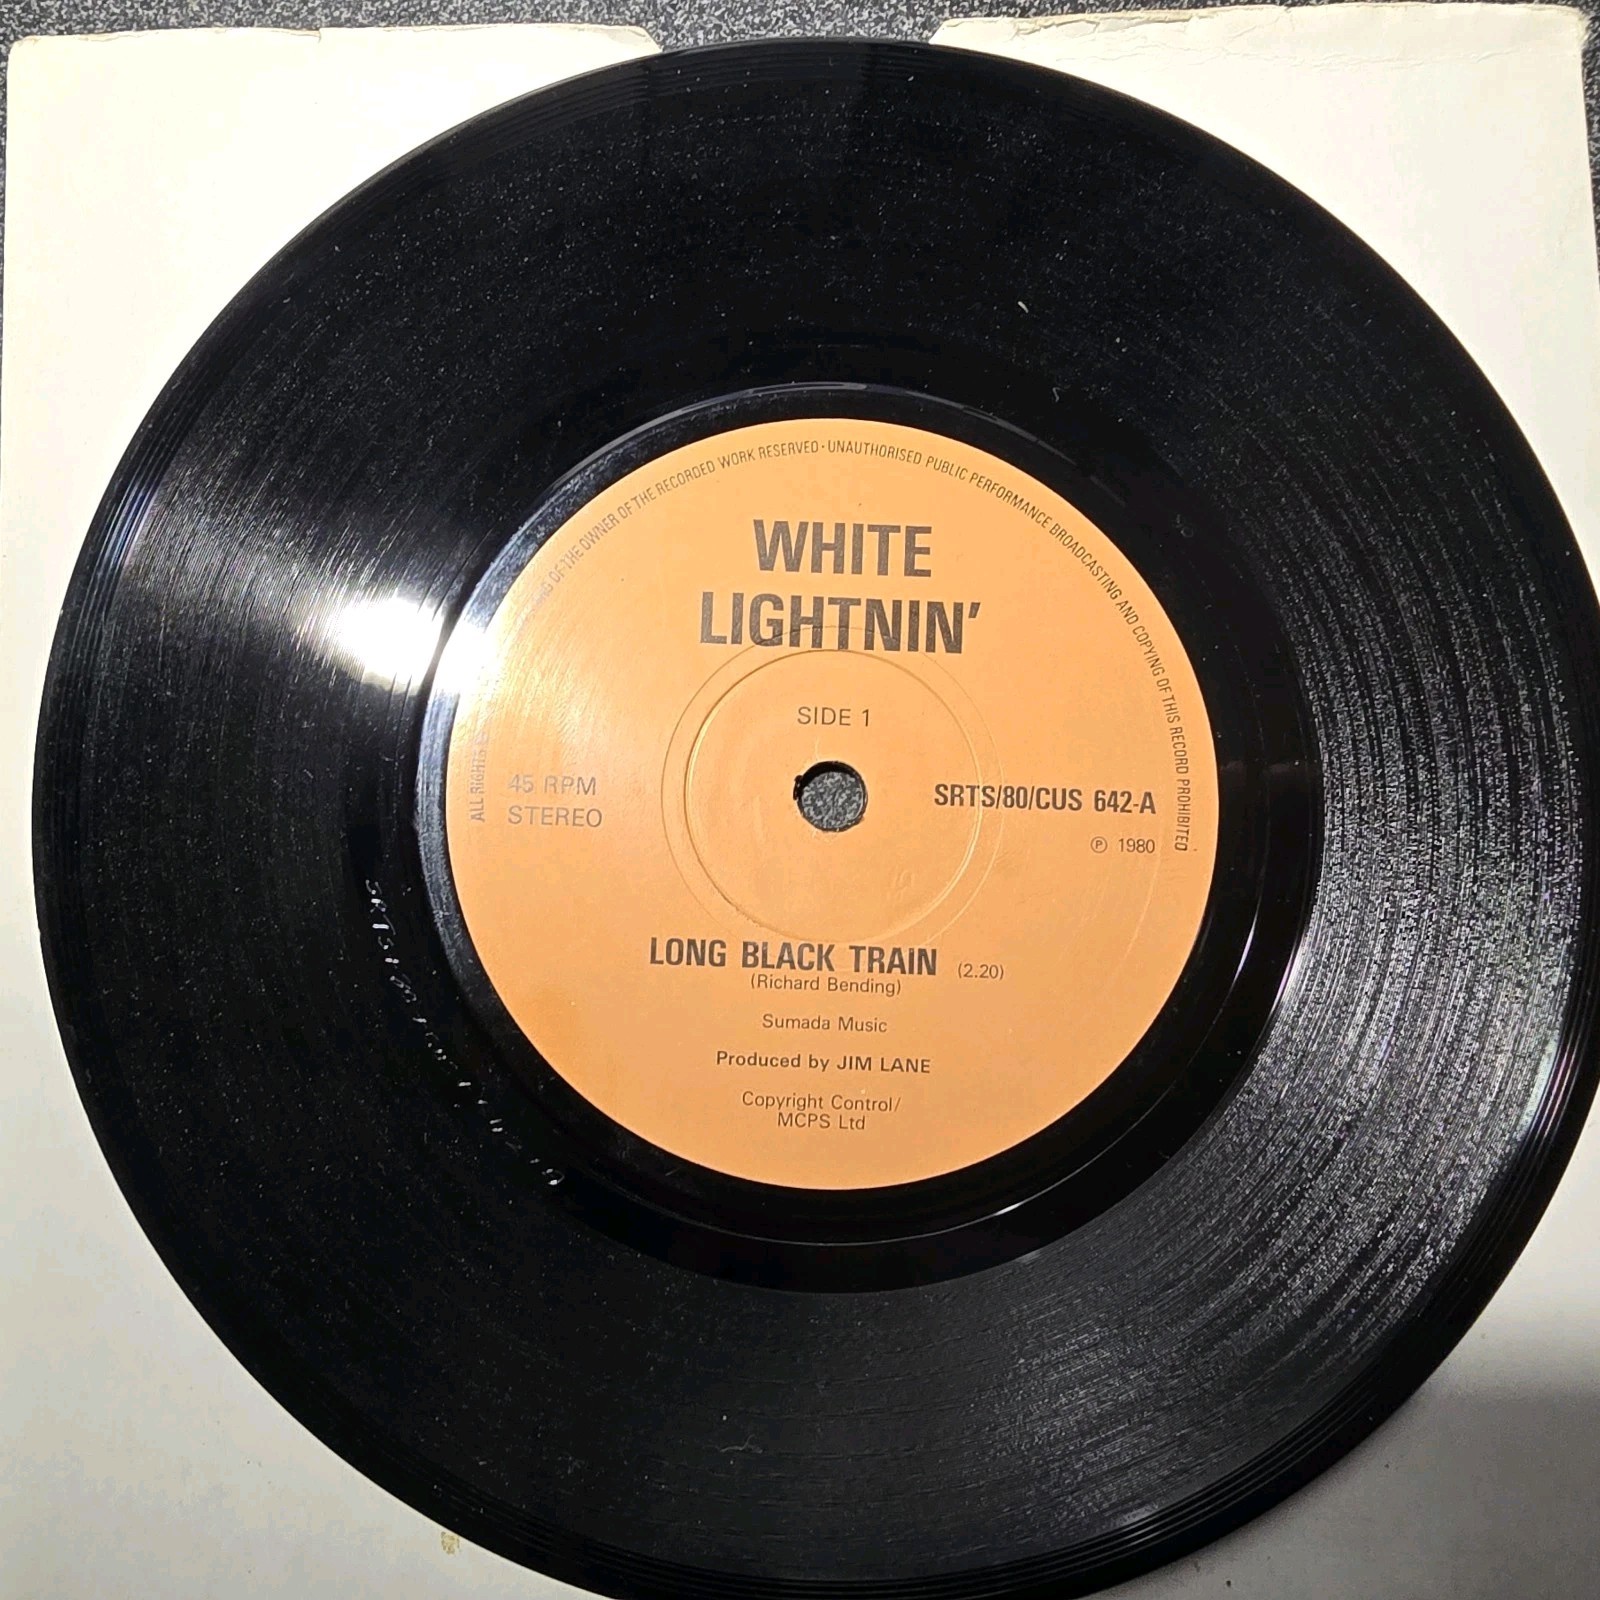 ALL RIGHTS OF THE OWNER OF THE RECORDED WORK RESERVED · UNAUTHORISED PUBLIC PERFORMANCE BROADCASTING AND COPYING OF THIS RECORD PROHIBITED
WHITE
LIGHTNIN'
SIDE 1
45 RPM
STEREO
SRTS/80/CUS 642-A
℗ 1980
LONG BLACK TRAIN (2.20)
(Richard Bending)
Sumada Music
Produced by JIM LANE
Copyright Control/
MCPS Ltd